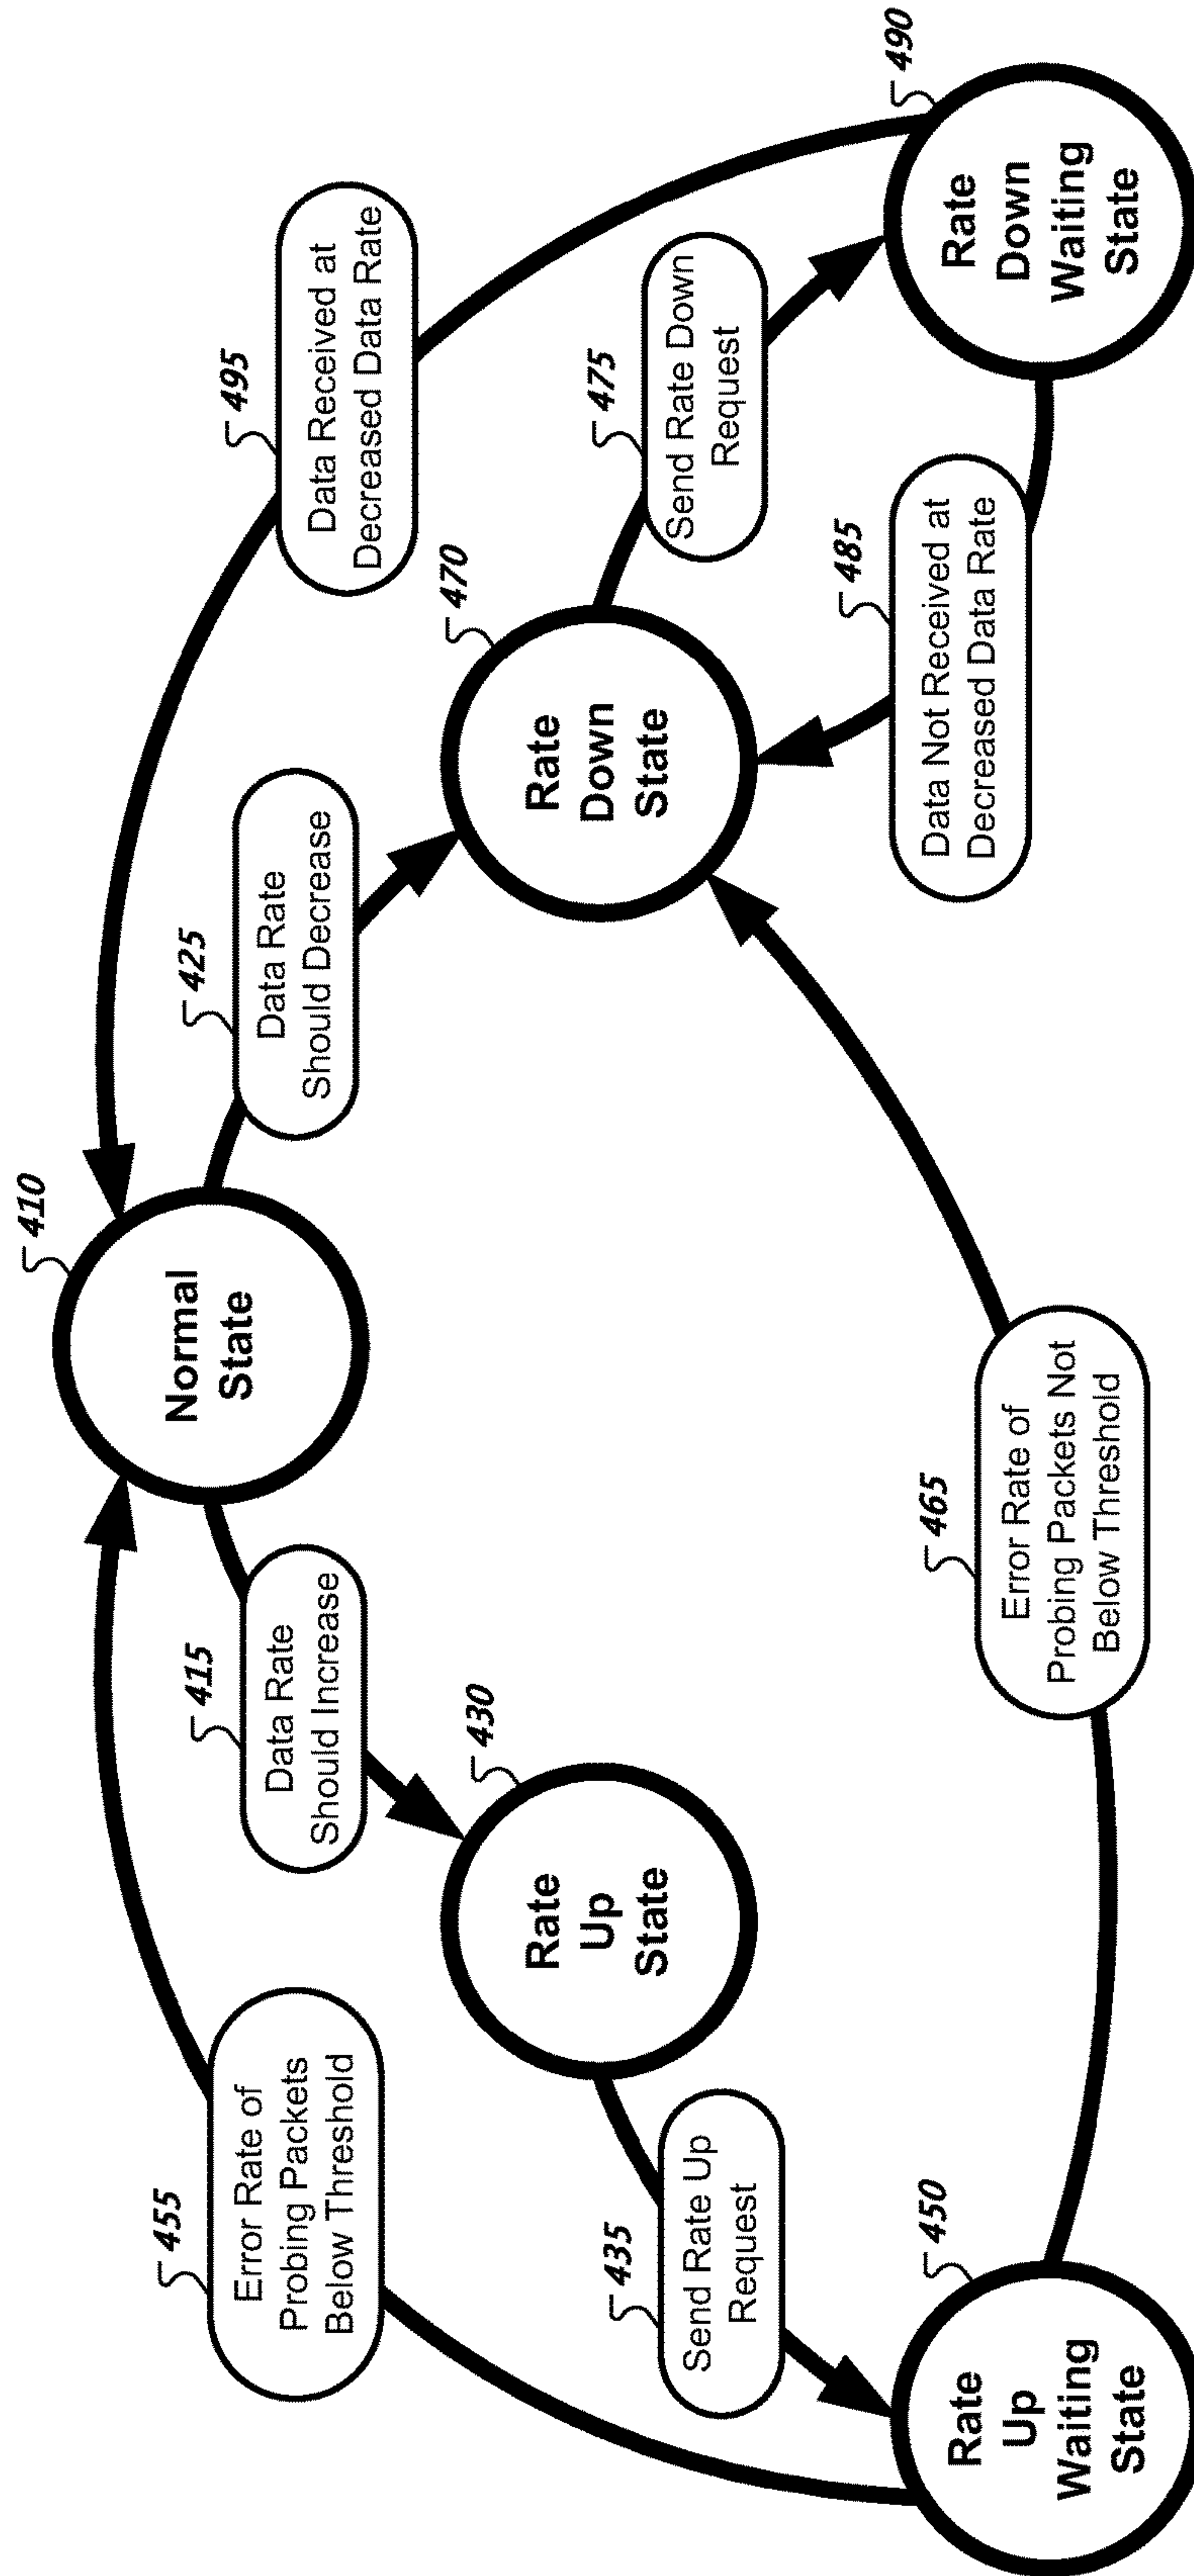 410
Normal
State
455
Error Rate of
Probing Packets
Below Threshold
415
Data Rate
Should Increase
425
Data Rate
Should Decrease
495
Data Received at
Decreased Data Rate
430
Rate
Up
State
470
Rate
Down
State
435
Send Rate Up
Request
475
Send Rate Down
Request
450
Rate
Up
Waiting
State
465
Error Rate of
Probing Packets Not
Below Threshold
485
Data Not Received at
Decreased Data Rate
490
Rate
Down
Waiting
State